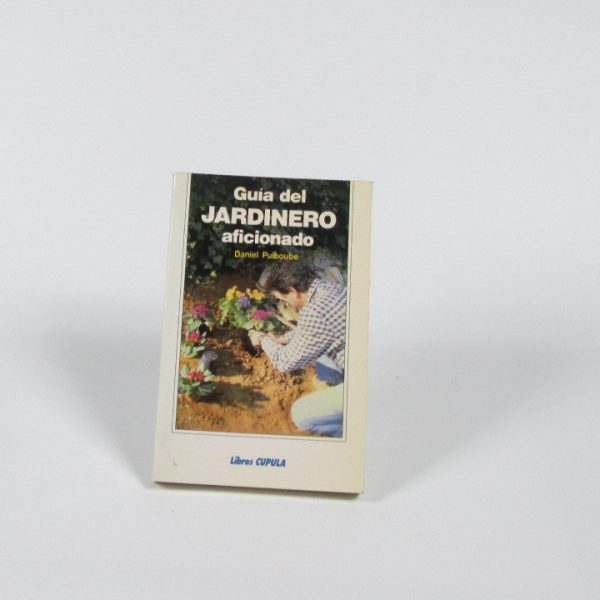 Guía del
JARDINERO
aficionado
Daniel Puiboube
Libros CUPULA